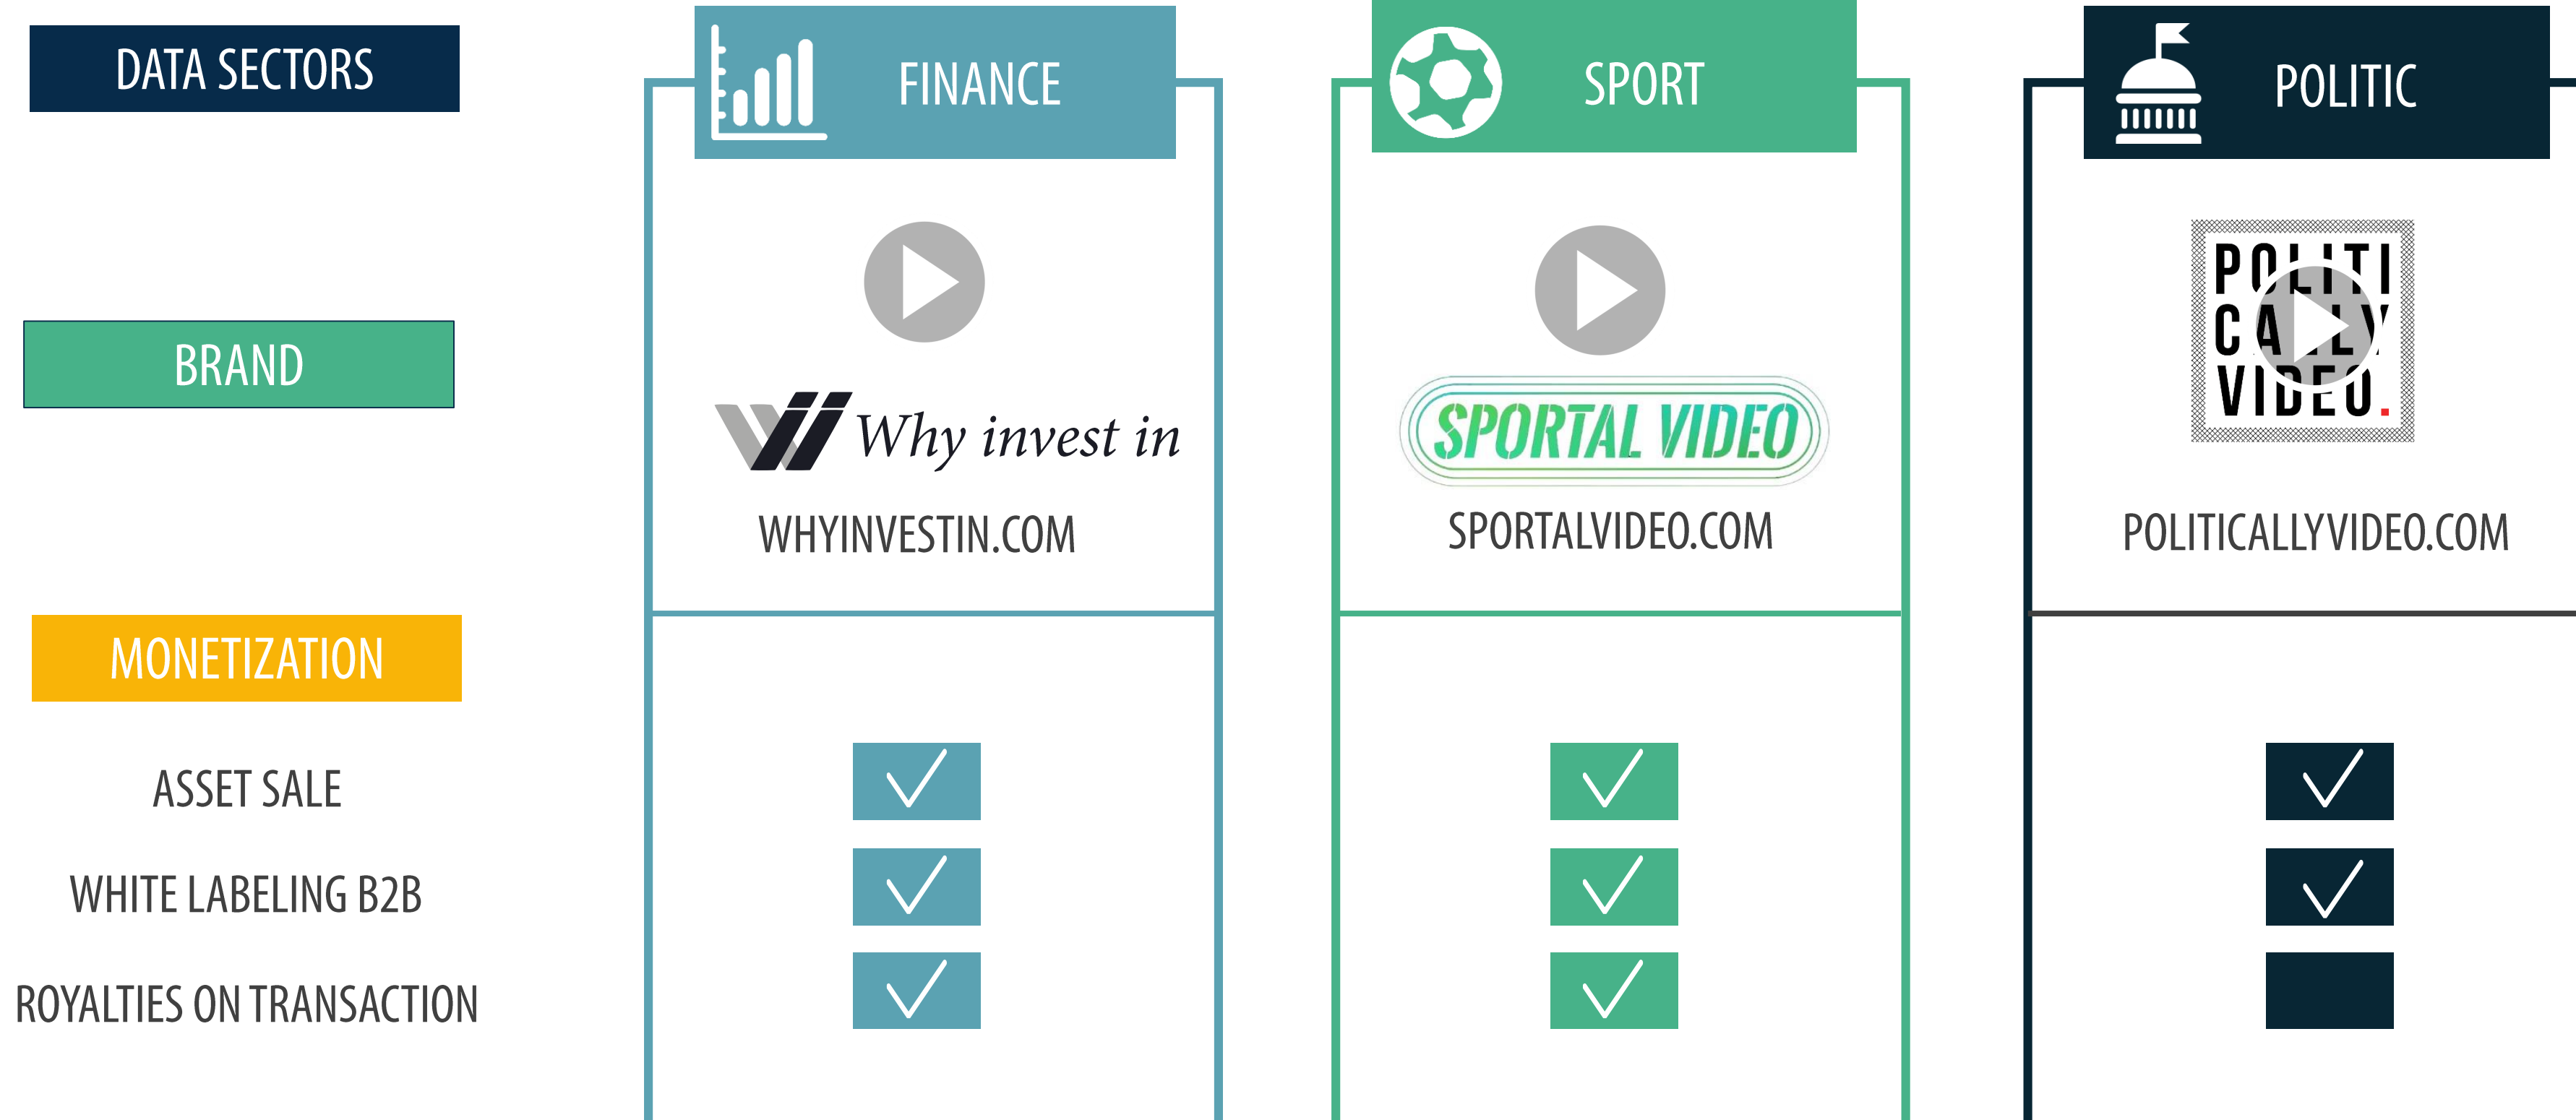 DATA SECTORS
FINANCE
SPORT
POLITIC
BRAND
Why invest in
WHYINVESTIN.COM
SPORTAL VIDEO
SPORTALVIDEO.COM
POLITI
CALLY
VIDEO.
POLITICALLYVIDEO.COM
MONETIZATION
ASSET SALE
WHITE LABELING B2B
ROYALTIES ON TRANSACTION